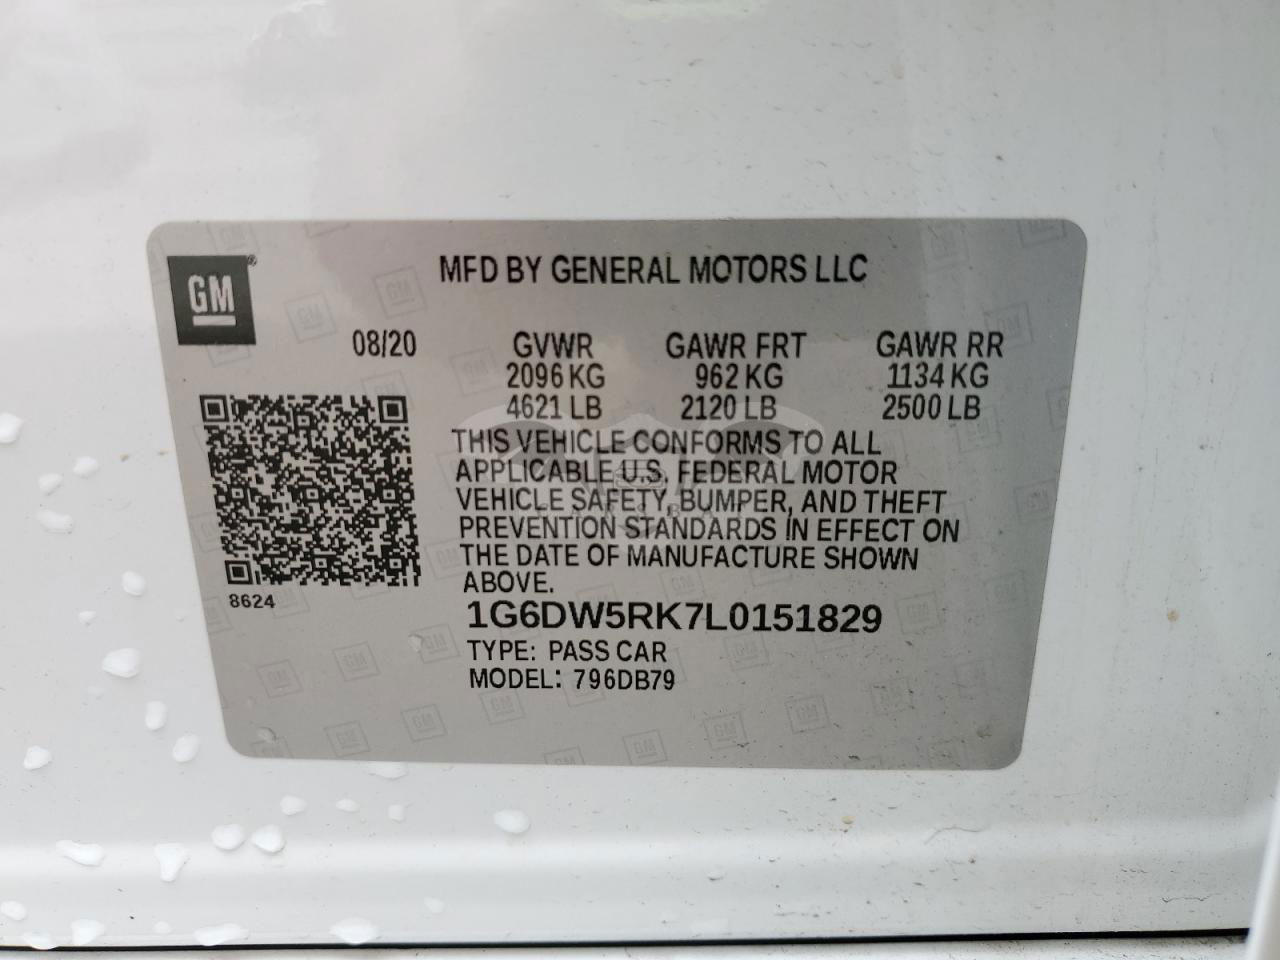 GM
MFD BY GENERAL MOTORS LLC
08/20 GVWR GAWR FRT GAWR RR
2096 KG 962 KG 1134 KG
4621 LB 2120 LB 2500 LB
THIS VEHICLE CONFORMS TO ALL
APPLICABLE U.S. FEDERAL MOTOR
VEHICLE SAFETY, BUMPER, AND THEFT
PREVENTION STANDARDS IN EFFECT ON
THE DATE OF MANUFACTURE SHOWN
ABOVE.
8624
1G6DW5RK7L0151829
TYPE: PASS CAR
MODEL: 796DB79